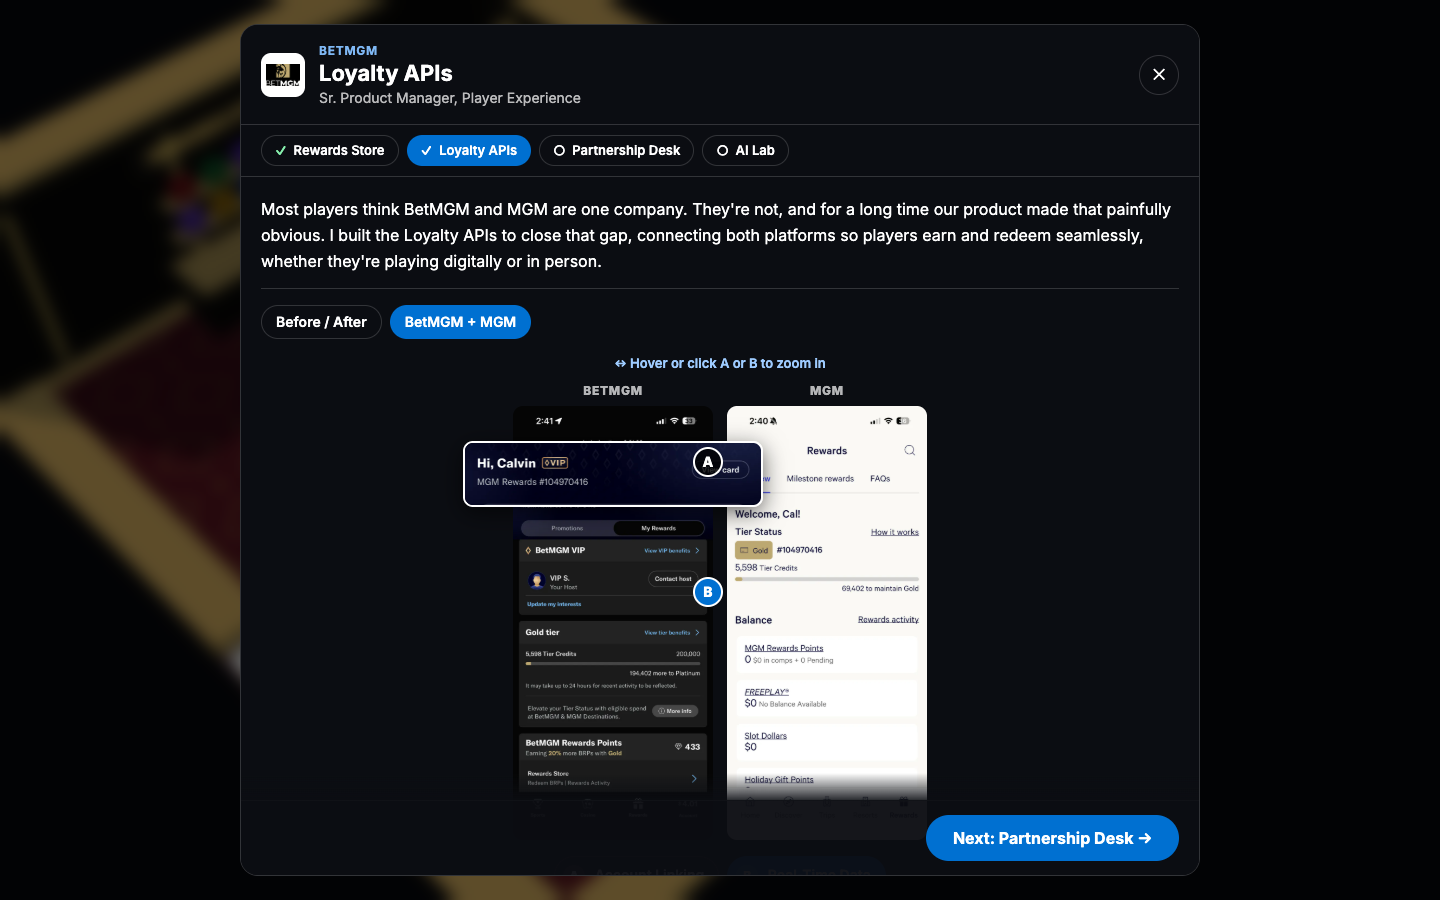 BETMGM
BETMGM
Loyalty APIs
Sr. Product Manager, Player Experience
Rewards Store
Loyalty APIs
Partnership Desk
AI Lab
Most players think BetMGM and MGM are one company. They're not, and for a long time our product made that painfully
obvious. I built the Loyalty APIs to close that gap, connecting both platforms so players earn and redeem seamlessly,
whether they're playing digitally or in person.
Before / After
BetMGM + MGM
↔ Hover or click A or B to zoom in
BETMGM
MGM
2:41
Hi, Calvin VIP
MGM Rewards #104970416
A
card
Promotions
My Rewards
BetMGM VIP
View VIP benefits
VIP S.
Your Host
Contact host
Update my interests
B
Gold tier
View tier benefits
5,598 Tier Credits
200,000
194,402 more to Platinum
It may take up to 24 hours for recent activity to be reflected.
Elevate your Tier Status with eligible spend
at BetMGM & MGM Destinations.
More info
BetMGM Rewards Points
Earning 20% more BRPs with Gold
433
Rewards Store
Redeem BRPs | Rewards Activity
2:40
Rewards
Milestone rewards
FAQs
Welcome, Cal!
Tier Status
How it works
Gold
#104970416
5,598 Tier Credits
69,402 to maintain Gold
Balance
Rewards activity
MGM Rewards Points
0 $0 in comps + 0 Pending
FREEPLAY®
$0 No Balance Available
Slot Dollars
$0
Holiday Gift Points
Next: Partnership Desk →